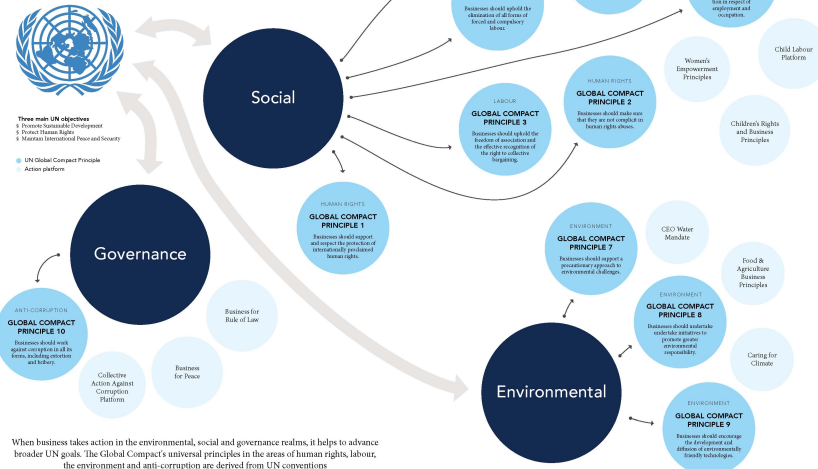 Businesses should uphold the
elimination of all forms of
forced and compulsory
labour.
tion in respect of
employment and
occupation.
Three main UN objectives
$ Promote Sustainable Development
$ Protect Human Rights
$ Maintain International Peace and Security
UN Global Compact Principle
Action platform
Social
LABOUR
GLOBAL COMPACT
PRINCIPLE 3
Businesses should uphold the
freedom of association and
the effective recognition of
the right to collective
bargaining.
HUMAN RIGHTS
GLOBAL COMPACT
PRINCIPLE 2
Businesses should make sure
that they are not complicit in
human rights abuses.
Women's
Empowerment
Principles
Child Labour
Platform
Children's Rights
and Business
Principles
HUMAN RIGHTS
GLOBAL COMPACT
PRINCIPLE 1
Businesses should support
and respect the protection of
internationally proclaimed
human rights.
Governance
ANTI-CORRUPTION
GLOBAL COMPACT
PRINCIPLE 10
Businesses should work
against corruption in all its
forms, including extortion
and bribery.
Collective
Action Against
Corruption
Platform
Business
for Peace
Business for
Rule of Law
ENVIRONMENT
GLOBAL COMPACT
PRINCIPLE 7
Businesses should support a
precautionary approach to
environmental challenges.
CEO Water
Mandate
Food &
Agriculture
Business
Principles
ENVIRONMENT
GLOBAL COMPACT
PRINCIPLE 8
Businesses should undertake
undertake initiatives to
promote greater
environmental
responsibility.
Caring for
Climate
Environmental
ENVIRONMENT
GLOBAL COMPACT
PRINCIPLE 9
Businesses should encourage
the development and
diffusion of environmentally
friendly technologies.
When business takes action in the environmental, social and governance realms, it helps to advance
broader UN goals. The Global Compact's universal principles in the areas of human rights, labour,
the environment and anti-corruption are derived from UN conventions